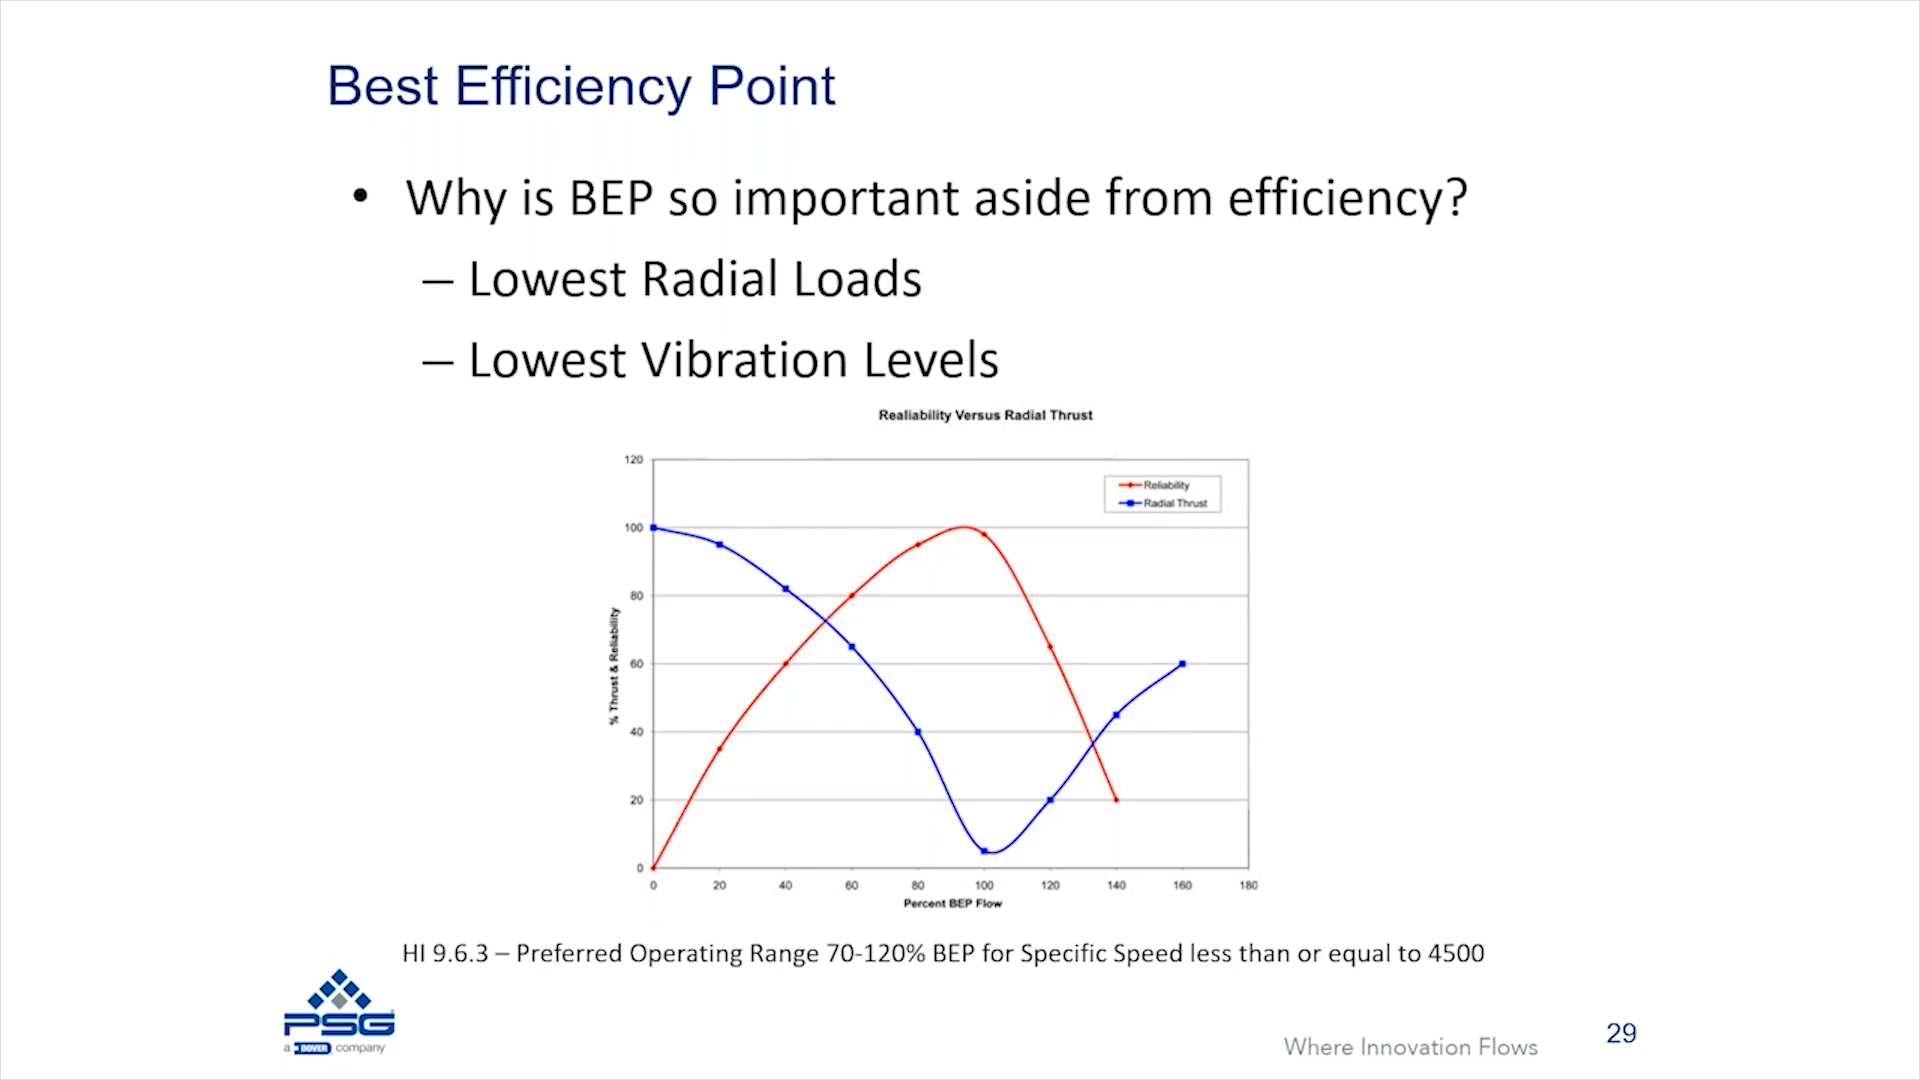 Best Efficiency Point
• Why is BEP so important aside from efficiency?
– Lowest Radial Loads
– Lowest Vibration Levels
Realiability Versus Radial Thrust
120
100
80
60
40
20
0
% Thrust & Reliability
Reliability
Radial Thrust
0 20 40 60 80 100 120 140 160 180
Percent BEP Flow
HI 9.6.3 – Preferred Operating Range 70-120% BEP for Specific Speed less than or equal to 4500
PSG
a DOVER company
Where Innovation Flows
29